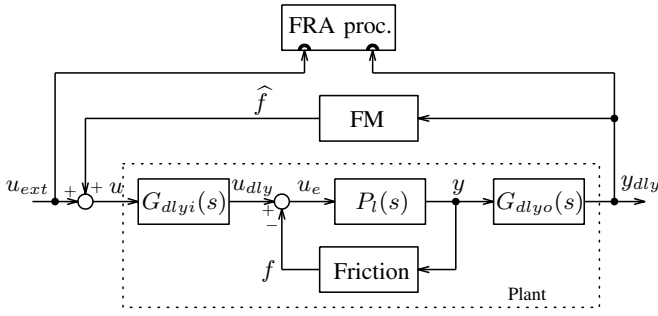 FRA proc.
f̂
FM
u_ext
+
+
u
G_dlyi(s)
u_dly
+
−
u_e
P_l(s)
y
G_dlyo(s)
y_dly
f
Friction
Plant